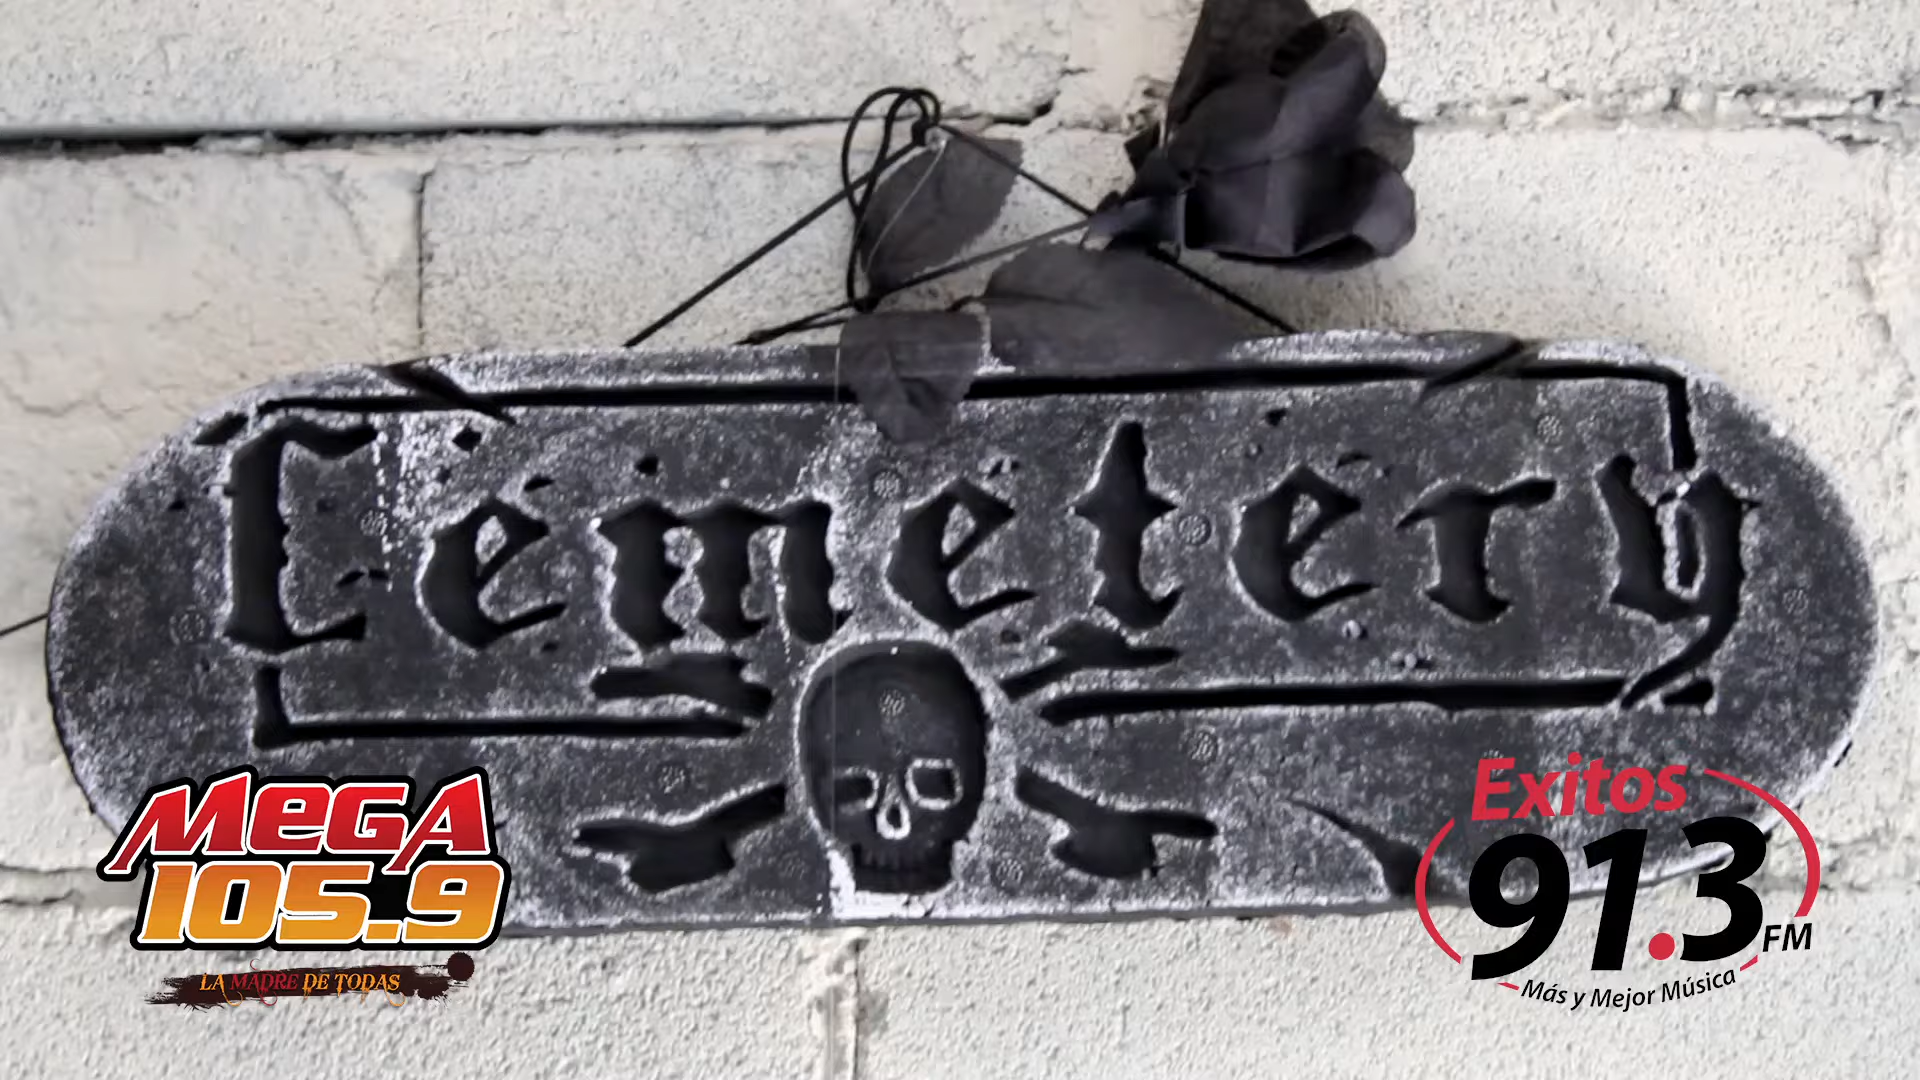 Cemetery
MEGA
105.9
LA MADRE DE TODAS
Exitos
91.3 FM
Más y Mejor Música